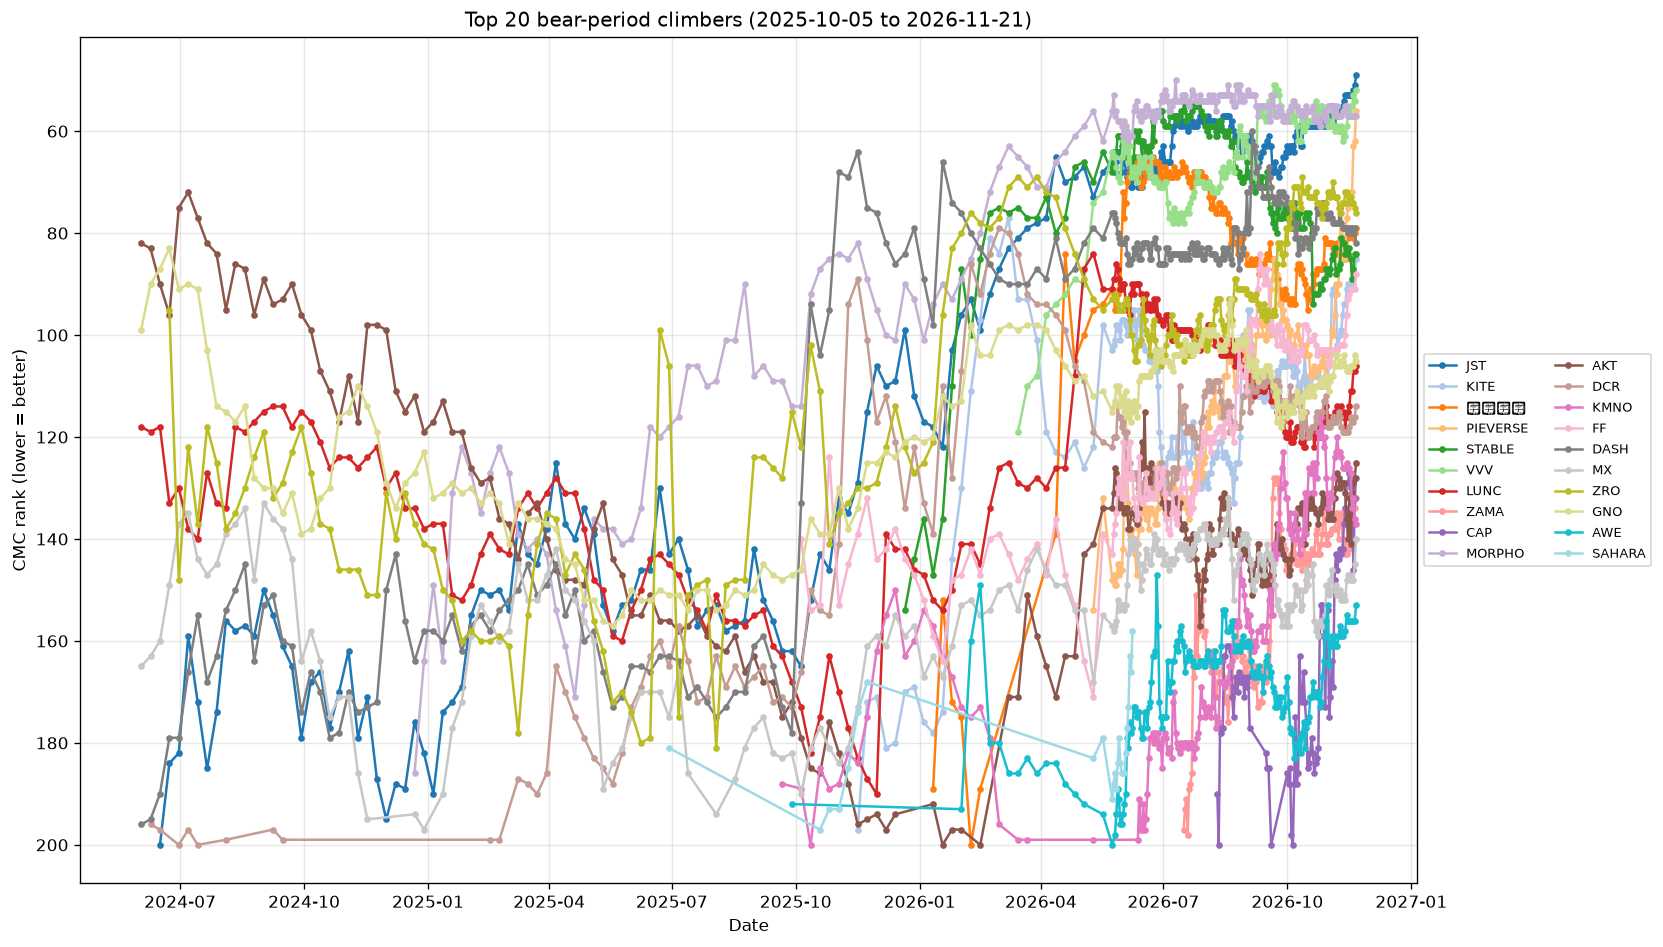 Top 20 bear-period climbers (2025-10-05 to 2026-11-21)
CMC rank (lower = better)
60
80
100
120
140
160
180
200
2024-07
2024-10
2025-01
2025-04
2025-07
2025-10
2026-01
2026-04
2026-07
2026-10
2027-01
Date
JST
KITE
PIEVERSE
STABLE
VVV
LUNC
ZAMA
CAP
MORPHO
AKT
DCR
KMNO
FF
DASH
MX
ZRO
GNO
AWE
SAHARA